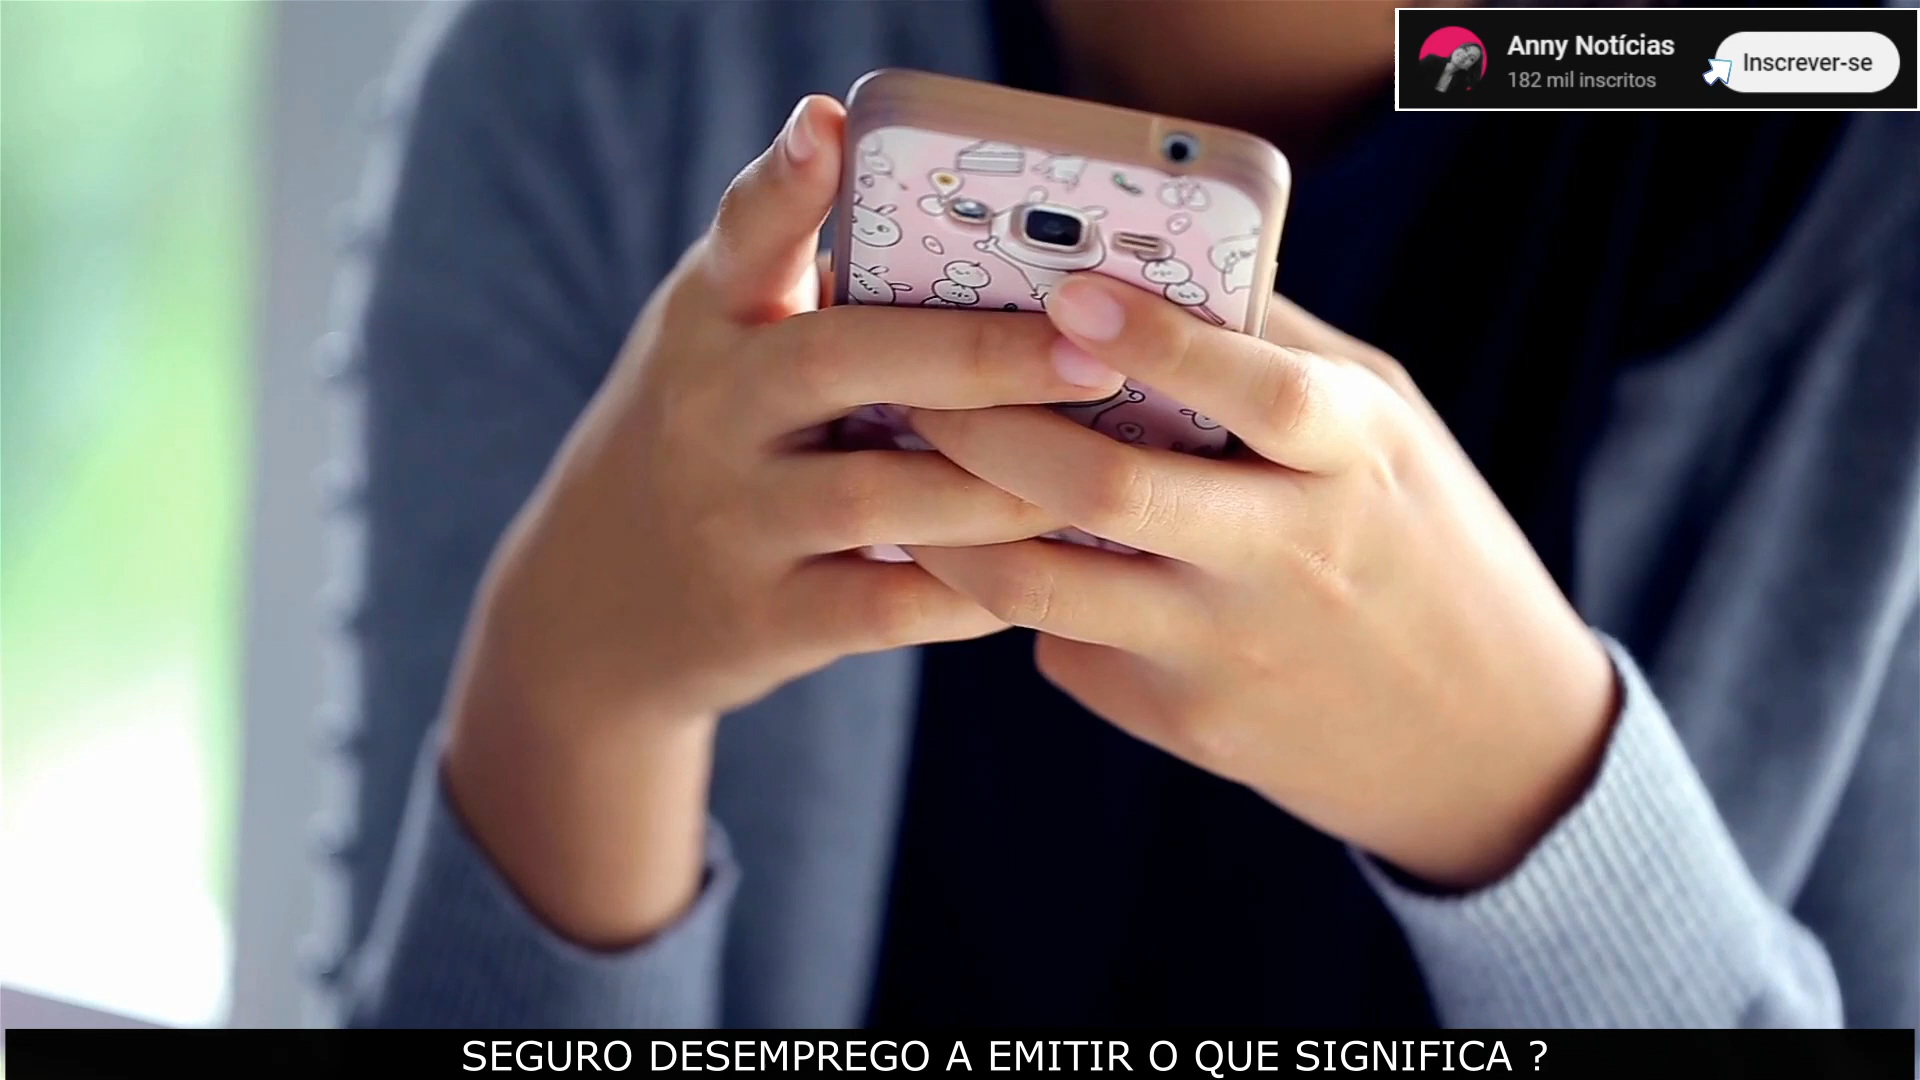 Anny Notícias
182 mil inscritos
Inscrever-se
SEGURO DESEMPREGO A EMITIR O QUE SIGNIFICA ?